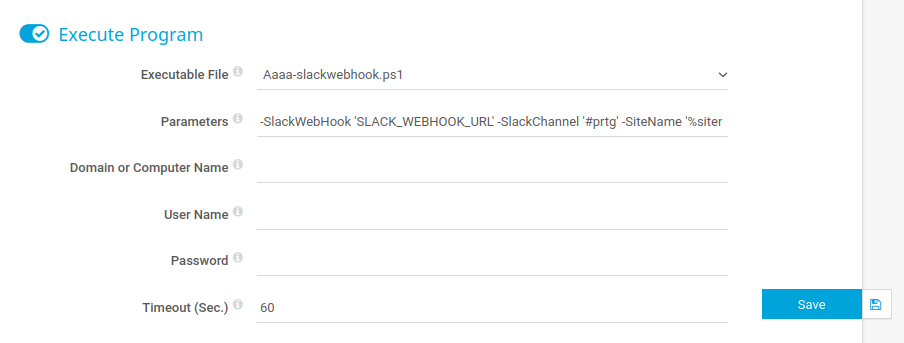 Execute Program
Executable File Aaaa-slackwebhook.ps1
Parameters -SlackWebHook 'SLACK_WEBHOOK_URL' -SlackChannel '#prtg' -SiteName '%siter
Domain or Computer Name
User Name
Password
Timeout (Sec.) 60
Save